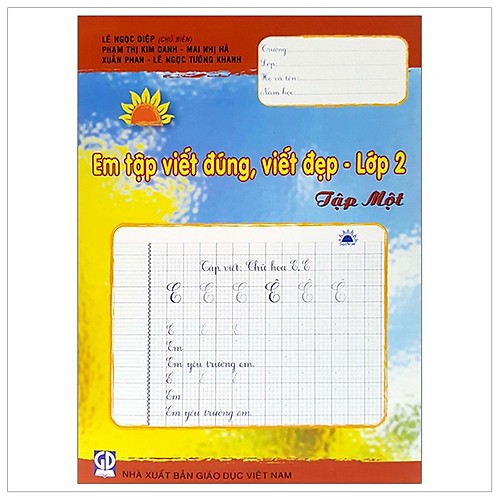 LÊ NGỌC DIỆP (CHỦ BIÊN)
PHẠM THỊ KIM OANH - MAI NHỊ HÀ
XUÂN PHAN - LÊ NGỌC TƯỜNG KHANH
Trường:
Lớp:
Họ và tên:
Năm học:
Em tập viết đúng, viết đẹp - Lớp 2
Tập Một
Tập viết: Chữ hoa E, Ê
E E E Ê Ê Ê
E E E
Em
Em yêu trường em.
E E E
Em
Em yêu trường em.
GD
NHÀ XUẤT BẢN GIÁO DỤC VIỆT NAM